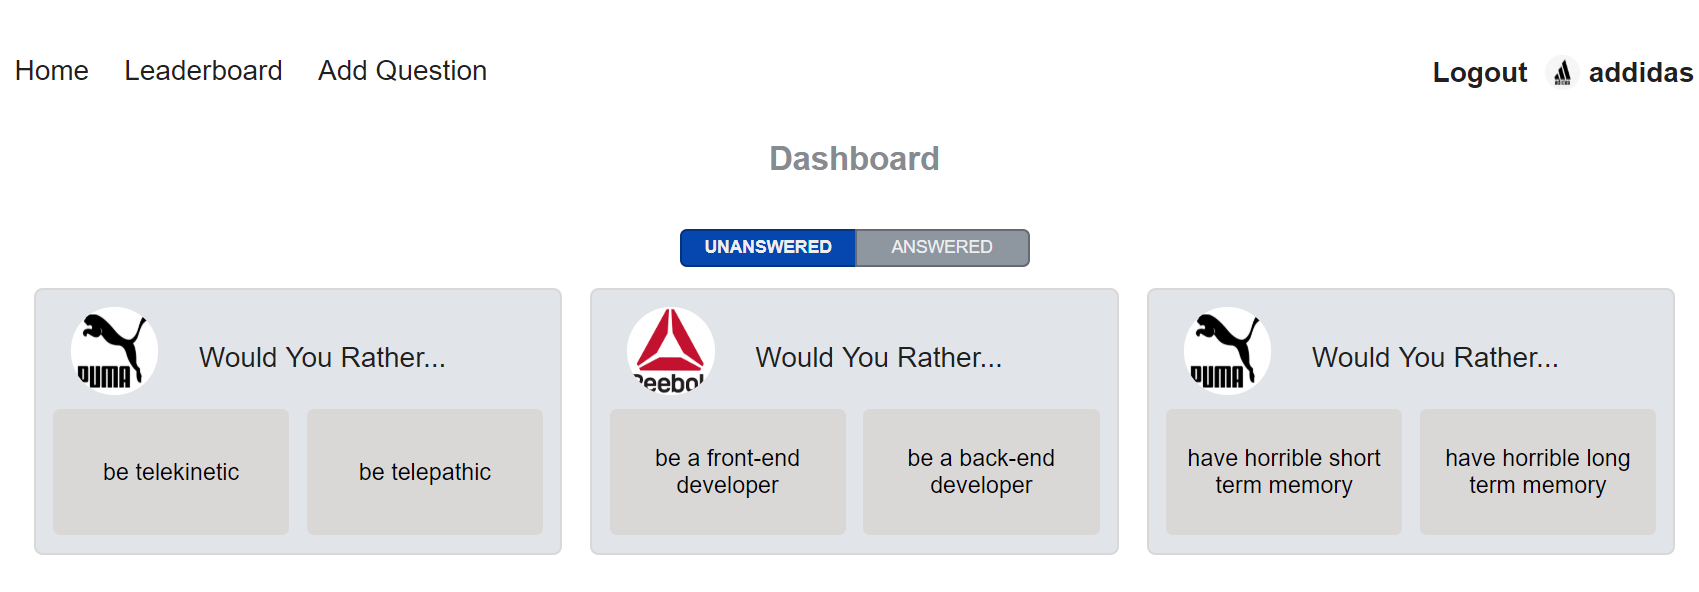 Home Leaderboard Add Question
Logout adidas addidas
Dashboard
UNANSWERED ANSWERED
PUMA Would You Rather...
Reebok Would You Rather...
PUMA Would You Rather...
be telekinetic
be telepathic
be a front-end
developer
be a back-end
developer
have horrible short
term memory
have horrible long
term memory